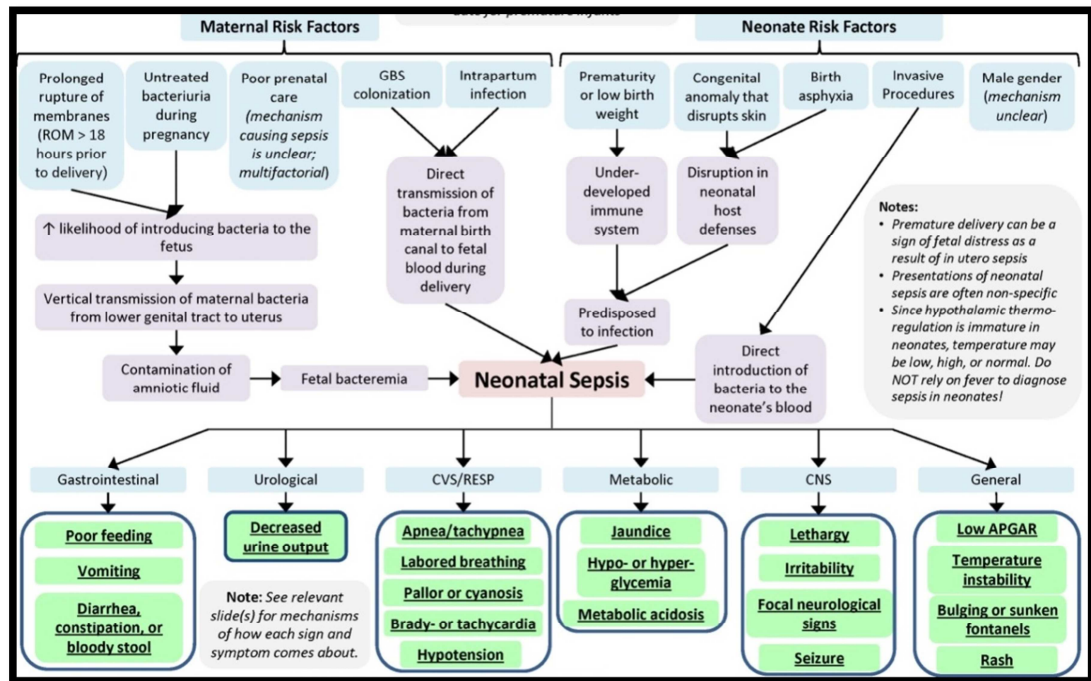 date for premature infants
Maternal Risk Factors
Neonate Risk Factors
Prolonged
rupture of
membranes
(ROM > 18
hours prior
to delivery)
Untreated
bacteriuria
during
pregnancy
Poor prenatal
care
(mechanism
causing sepsis
is unclear;
multifactorial)
GBS
colonization
Intrapartum
infection
Prematurity
or low birth
weight
Congenital
anomaly that
disrupts skin
Birth
asphyxia
Invasive
Procedures
Male gender
(mechanism
unclear)
↑ likelihood of introducing bacteria to the
fetus
Direct
transmission of
bacteria from
maternal birth
canal to fetal
blood during
delivery
Under-
developed
immune
system
Disruption in
neonatal
host
defenses
Notes:
• Premature delivery can be a
sign of fetal distress as a
result of in utero sepsis
• Presentations of neonatal
sepsis are often non-specific
• Since hypothalamic thermo-
regulation is immature in
neonates, temperature may
be low, high, or normal. Do
NOT rely on fever to diagnose
sepsis in neonates!
Vertical transmission of maternal bacteria
from lower genital tract to uterus
Predisposed
to infection
Contamination of
amniotic fluid
Fetal bacteremia
Neonatal Sepsis
Direct
introduction of
bacteria to the
neonate's blood
Gastrointestinal
Urological
CVS/RESP
Metabolic
CNS
General
Poor feeding
Vomiting
Diarrhea,
constipation, or
bloody stool
Decreased
urine output
Note: See relevant
slide(s) for mechanisms
of how each sign and
symptom comes about.
Apnea/tachypnea
Labored breathing
Pallor or cyanosis
Brady- or tachycardia
Hypotension
Jaundice
Hypo- or hyper-
glycemia
Metabolic acidosis
Lethargy
Irritability
Focal neurological
signs
Seizure
Low APGAR
Temperature
instability
Bulging or sunken
fontanels
Rash